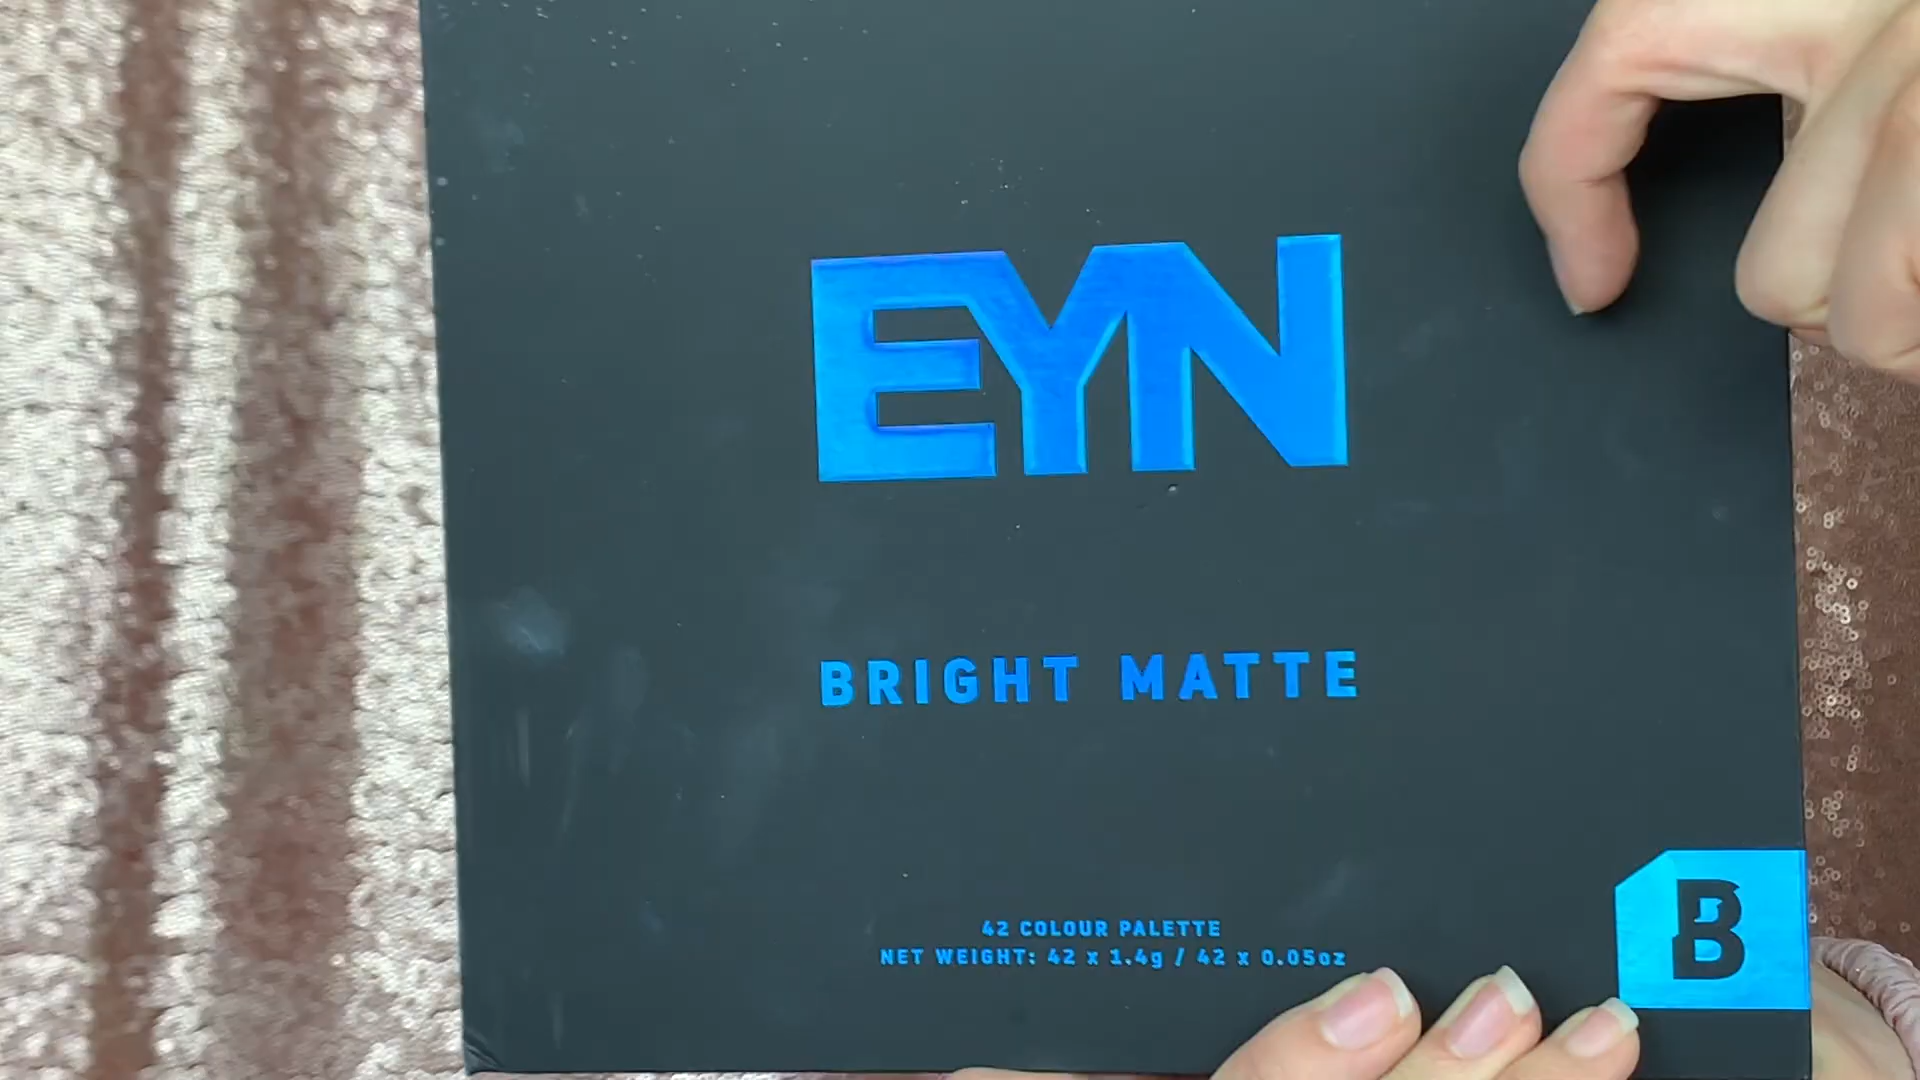 EYN
BRIGHT MATTE
42 COLOUR PALETTE
NET WEIGHT: 42 x 1.4g / 42 x 0.05oz
B